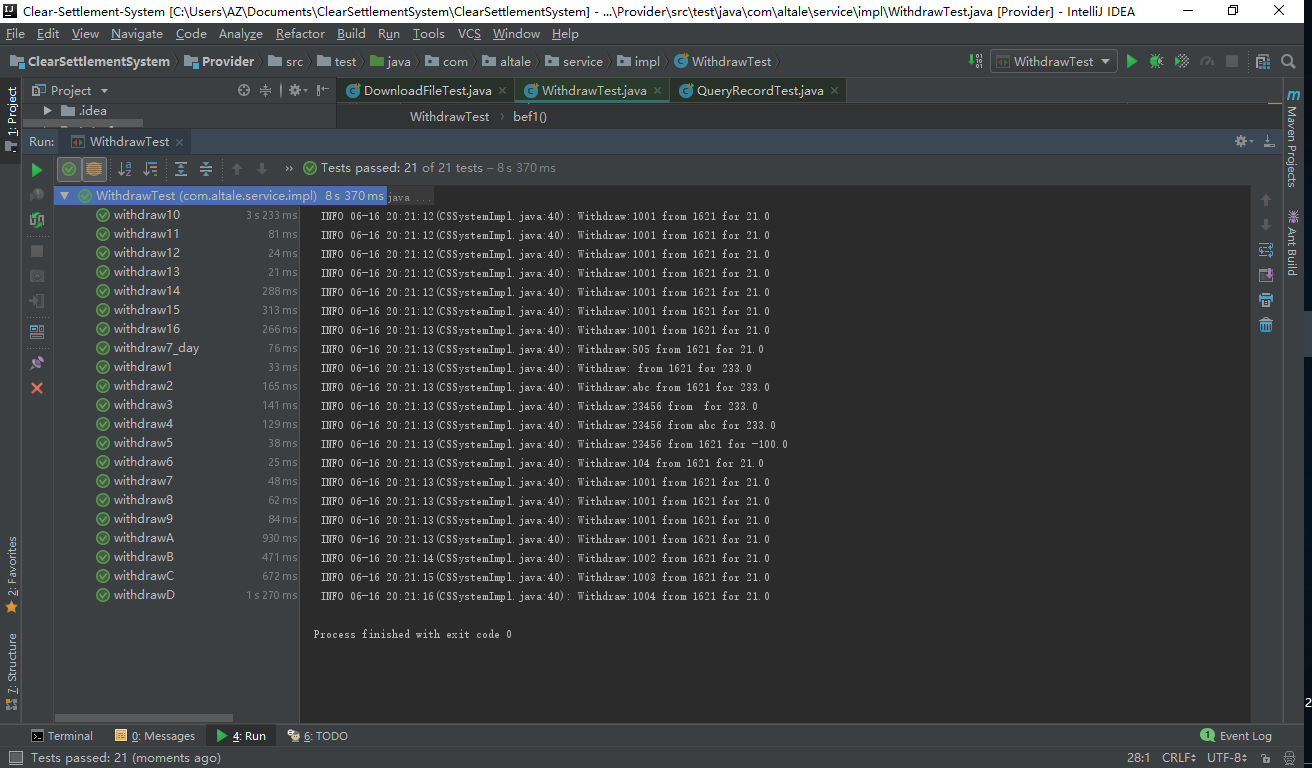 Clear-Settlement-System [C:\Users\AZ\Documents\ClearSettlementSystem\ClearSettlementSystem] - ...\Provider\src\test\java\com\altale\service\impl\WithdrawTest.java [Provider] - IntelliJ IDEA
File Edit View Navigate Code Analyze Refactor Build Run Tools VCS Window Help
ClearSettlementSystem Provider src test java com altale service impl WithdrawTest WithdrawTest
1: Project
Project DownloadFileTest.java WithdrawTest.java QueryRecordTest.java
.idea WithdrawTest bef1()
Run: WithdrawTest
Tests passed: 21 of 21 tests – 8 s 370 ms
WithdrawTest (com.altale.service.impl) 8 s 370 ms java ...
withdraw10 3 s 233 ms INFO 06-16 20:21:12(CSSystemImpl.java:40): Withdraw:1001 from 1621 for 21.0
withdraw11 81 ms INFO 06-16 20:21:12(CSSystemImpl.java:40): Withdraw:1001 from 1621 for 21.0
withdraw12 24 ms INFO 06-16 20:21:12(CSSystemImpl.java:40): Withdraw:1001 from 1621 for 21.0
withdraw13 21 ms INFO 06-16 20:21:12(CSSystemImpl.java:40): Withdraw:1001 from 1621 for 21.0
withdraw14 288 ms INFO 06-16 20:21:12(CSSystemImpl.java:40): Withdraw:1001 from 1621 for 21.0
withdraw15 313 ms INFO 06-16 20:21:12(CSSystemImpl.java:40): Withdraw:1001 from 1621 for 21.0
withdraw16 266 ms INFO 06-16 20:21:13(CSSystemImpl.java:40): Withdraw:1001 from 1621 for 21.0
withdraw7_day 76 ms INFO 06-16 20:21:13(CSSystemImpl.java:40): Withdraw:505 from 1621 for 21.0
withdraw1 33 ms INFO 06-16 20:21:13(CSSystemImpl.java:40): Withdraw: from 1621 for 233.0
withdraw2 165 ms INFO 06-16 20:21:13(CSSystemImpl.java:40): Withdraw:abc from 1621 for 233.0
withdraw3 141 ms INFO 06-16 20:21:13(CSSystemImpl.java:40): Withdraw:23456 from  for 233.0
withdraw4 129 ms INFO 06-16 20:21:13(CSSystemImpl.java:40): Withdraw:23456 from abc for 233.0
withdraw5 38 ms INFO 06-16 20:21:13(CSSystemImpl.java:40): Withdraw:23456 from 1621 for -100.0
withdraw6 25 ms INFO 06-16 20:21:13(CSSystemImpl.java:40): Withdraw:104 from 1621 for 21.0
withdraw7 48 ms INFO 06-16 20:21:13(CSSystemImpl.java:40): Withdraw:1001 from 1621 for 21.0
withdraw8 62 ms INFO 06-16 20:21:13(CSSystemImpl.java:40): Withdraw:1001 from 1621 for 21.0
withdraw9 84 ms INFO 06-16 20:21:13(CSSystemImpl.java:40): Withdraw:1001 from 1621 for 21.0
withdrawA 930 ms INFO 06-16 20:21:13(CSSystemImpl.java:40): Withdraw:1001 from 1621 for 21.0
withdrawB 471 ms INFO 06-16 20:21:14(CSSystemImpl.java:40): Withdraw:1002 from 1621 for 21.0
withdrawC 672 ms INFO 06-16 20:21:15(CSSystemImpl.java:40): Withdraw:1003 from 1621 for 21.0
withdrawD 1 s 270 ms INFO 06-16 20:21:16(CSSystemImpl.java:40): Withdraw:1004 from 1621 for 21.0
Process finished with exit code 0
Maven Projects
Ant Build
2: Favorites
7: Structure
2
Terminal 0: Messages 4: Run 6: TODO 1 Event Log
Tests passed: 21 (moments ago) 28:1 CRLF UTF-8